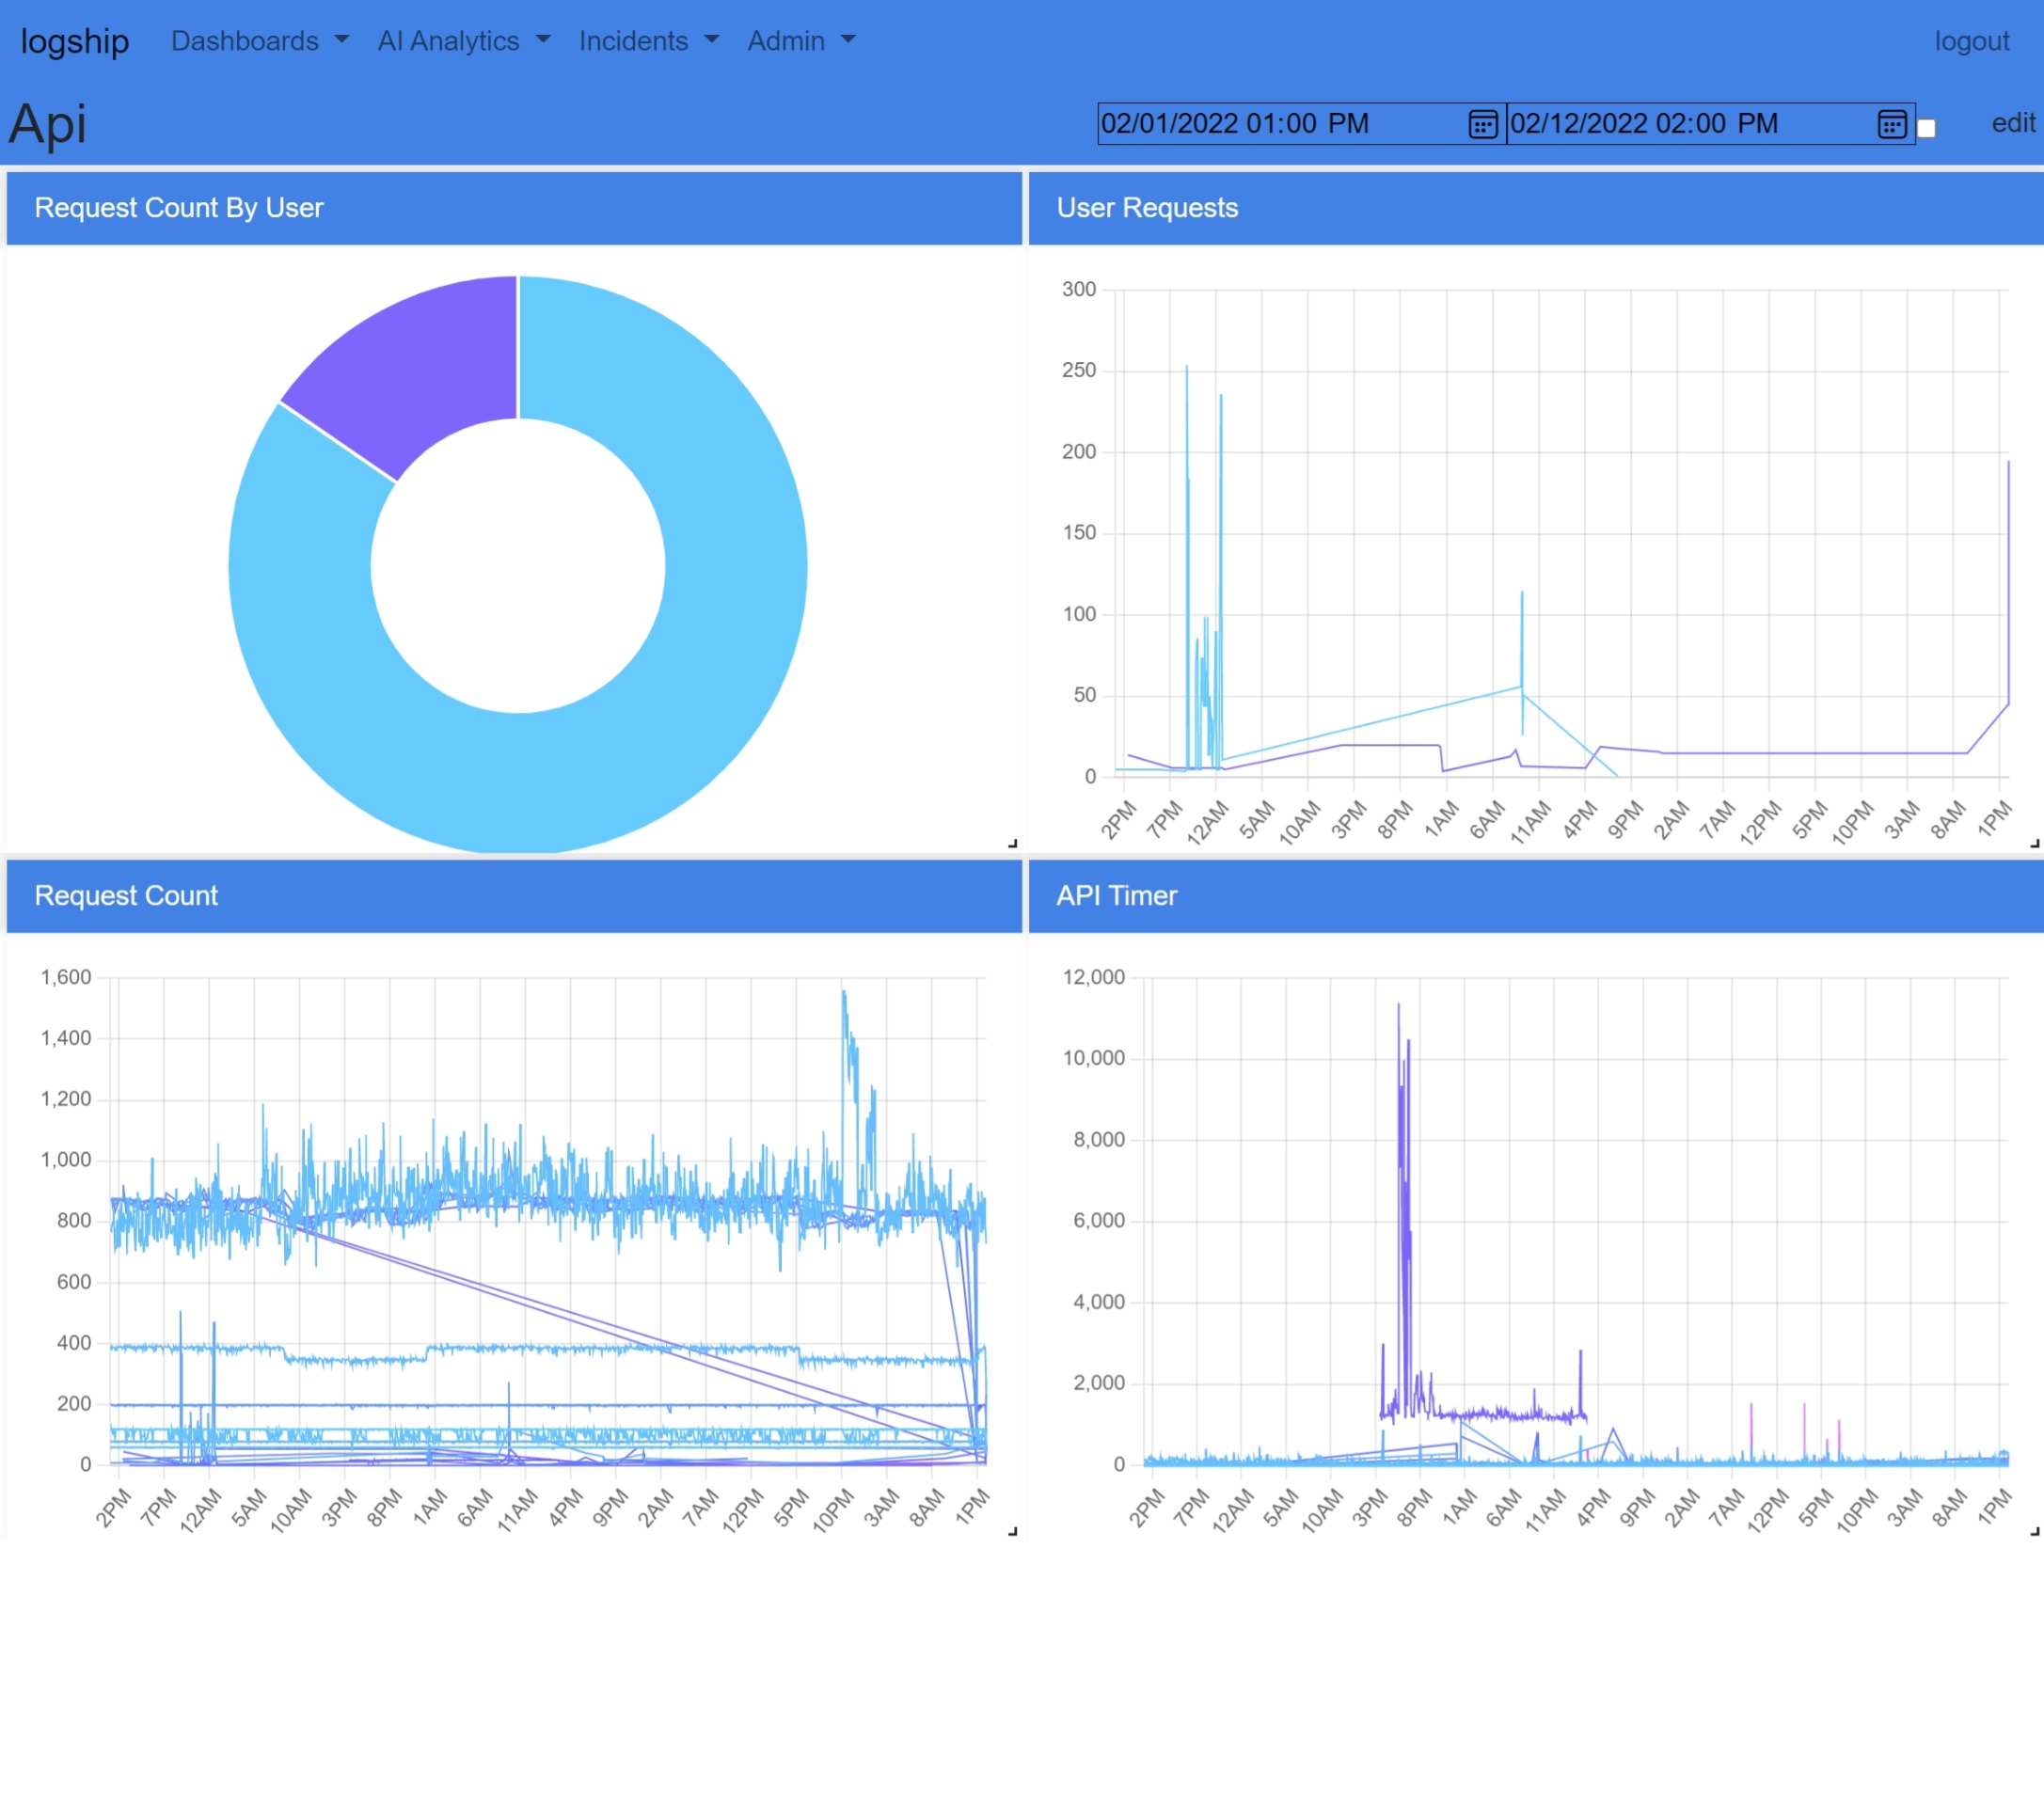 logship Dashboards AI Analytics Incidents Admin logout
Api 02/01/2022 01:00 PM 02/12/2022 02:00 PM edit
Request Count By User
User Requests
300
250
200
150
100
50
0
2PM 7PM 12AM 5AM 10AM 3PM 8PM 1AM 6AM 11AM 4PM 9PM 2AM 7AM 12PM 5PM 10PM 3AM 8AM 1PM
Request Count
1,600
1,400
1,200
1,000
800
600
400
200
0
2PM 7PM 12AM 5AM 10AM 3PM 8PM 1AM 6AM 11AM 4PM 9PM 2AM 7AM 12PM 5PM 10PM 3AM 8AM 1PM
API Timer
12,000
10,000
8,000
6,000
4,000
2,000
0
2PM 7PM 12AM 5AM 10AM 3PM 8PM 1AM 6AM 11AM 4PM 9PM 2AM 7AM 12PM 5PM 10PM 3AM 8AM 1PM